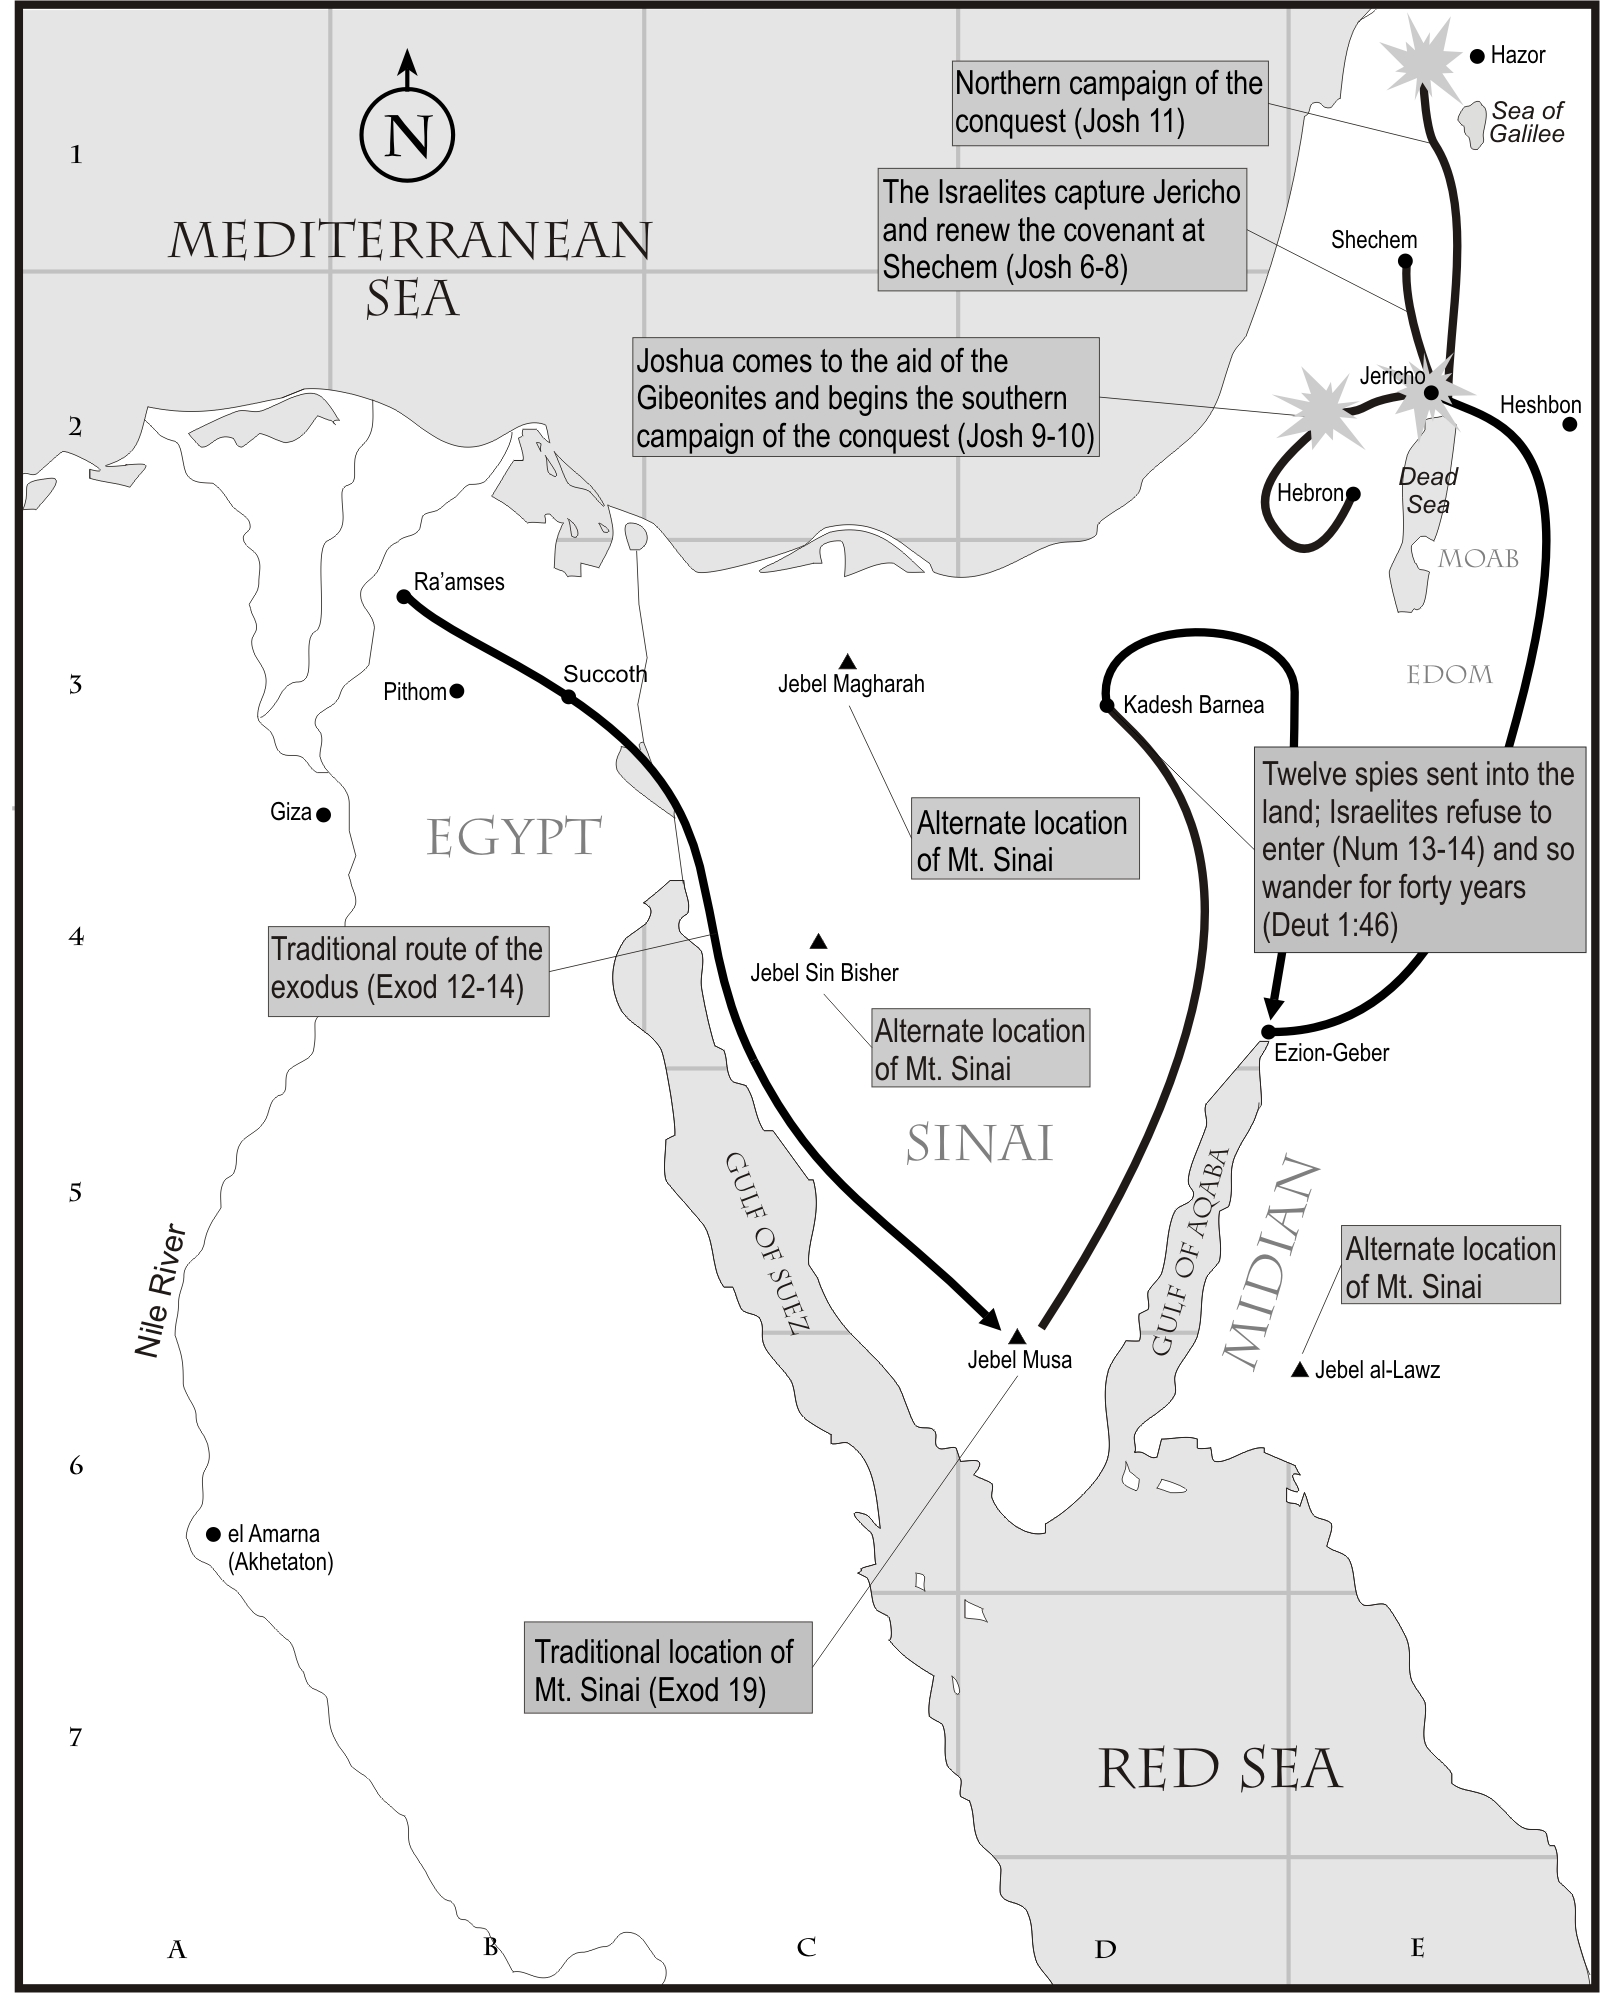 Hazor
Northern campaign of the
conquest (Josh 11)
Sea of
Galilee
N
1
The Israelites capture Jericho
and renew the covenant at
Shechem (Josh 6-8)
MEDITERRANEAN
SEA
Shechem
Joshua comes to the aid of the
Gibeonites and begins the southern
campaign of the conquest (Josh 9-10)
Jericho
Heshbon
2
Dead
Sea
Hebron
MOAB
Ra’amses
Succoth
EDOM
3
Pithom
Jebel Magharah
Kadesh Barnea
Twelve spies sent into the
land; Israelites refuse to
enter (Num 13-14) and so
wander for forty years
(Deut 1:46)
Giza
EGYPT
Alternate location
of Mt. Sinai
4
Traditional route of the
exodus (Exod 12-14)
Jebel Sin Bisher
Alternate location
of Mt. Sinai
Ezion-Geber
SINAI
5
GULF OF SUEZ
GULF OF AQABA
MIDIAN
Nile River
Alternate location
of Mt. Sinai
Jebel Musa
Jebel al-Lawz
6
el Amarna
(Akhetaton)
Traditional location of
Mt. Sinai (Exod 19)
7
RED SEA
A
B
C
D
E